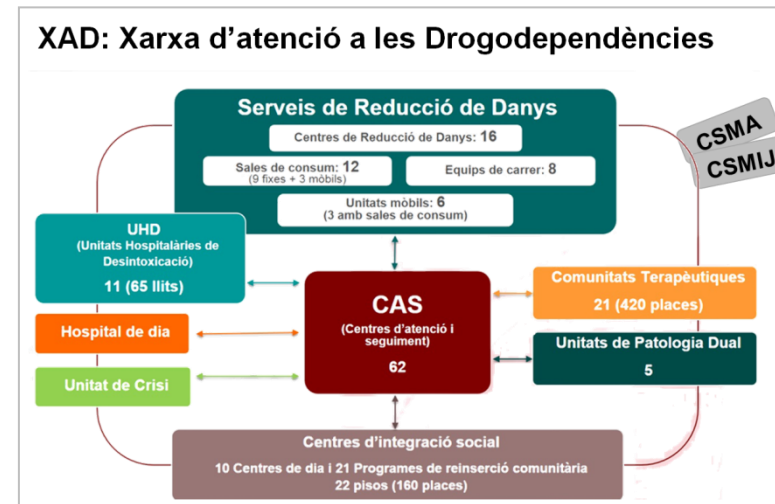 XAD: Xarxa d'atenció a les Drogodependències
Serveis de Reducció de Danys
Centres de Reducció de Danys: 16
Sales de consum: 12
(9 fixes + 3 mòbils)
Equips de carrer: 8
Unitats mòbils: 6
(3 amb sales de consum)
CSMA
CSMIJ
UHD
(Unitats Hospitalàries de
Desintoxicació)
11 (65 llits)
Hospital de dia
Unitat de Crisi
CAS
(Centres d'atenció i
seguiment)
62
Comunitats Terapèutiques
21 (420 places)
Unitats de Patologia Dual
5
Centres d'integració social
10 Centres de dia i 21 Programes de reinserció comunitària
22 pisos (160 places)